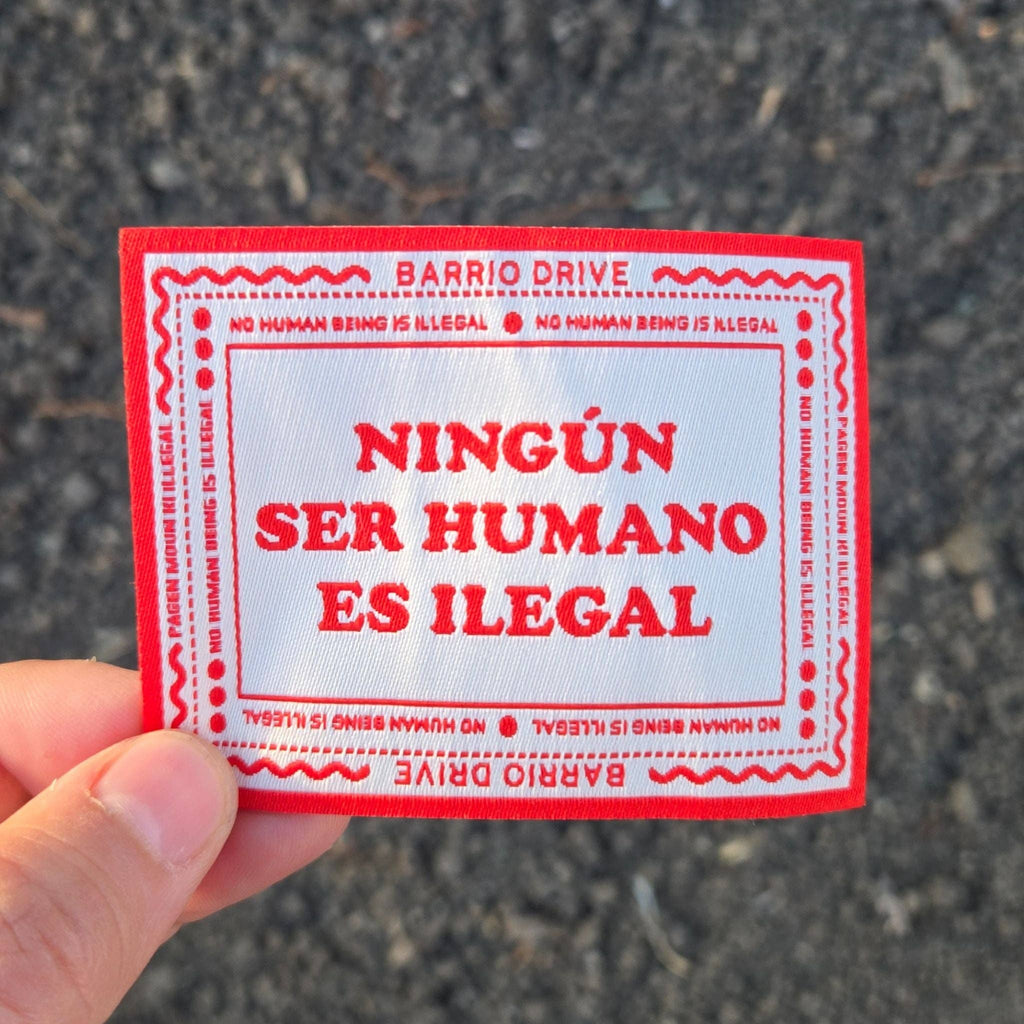 BARRIO DRIVE
NO HUMAN BEING IS ILLEGAL • NO HUMAN BEING IS ILLEGAL
NINGÚN
SER HUMANO
ES ILEGAL
PAGEN MOUN KI ILLEGAL
NO HUMAN BEING IS ILLEGAL
NO HUMAN BEING IS ILLEGAL
PAGEN MOUN KI ILLEGAL
NO HUMAN BEING IS ILLEGAL • NO HUMAN BEING IS ILLEGAL
BARRIO DRIVE